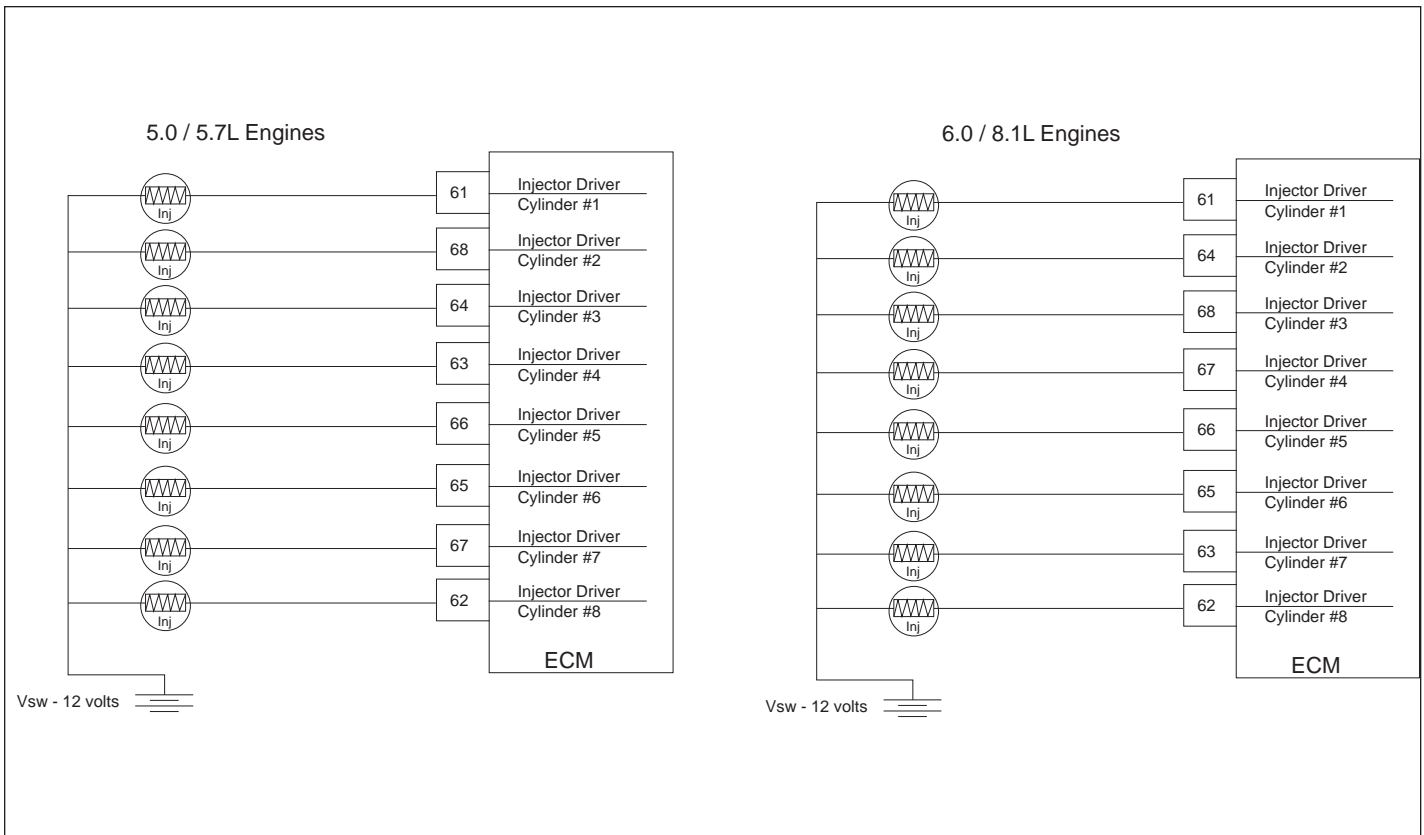 5.0 / 5.7L Engines
Inj
61
Injector Driver
Cylinder #1
Inj
68
Injector Driver
Cylinder #2
Inj
64
Injector Driver
Cylinder #3
Inj
63
Injector Driver
Cylinder #4
Inj
66
Injector Driver
Cylinder #5
Inj
65
Injector Driver
Cylinder #6
Inj
67
Injector Driver
Cylinder #7
Inj
62
Injector Driver
Cylinder #8
ECM
Vsw - 12 volts
6.0 / 8.1L Engines
Inj
61
Injector Driver
Cylinder #1
Inj
64
Injector Driver
Cylinder #2
Inj
68
Injector Driver
Cylinder #3
Inj
67
Injector Driver
Cylinder #4
Inj
66
Injector Driver
Cylinder #5
Inj
65
Injector Driver
Cylinder #6
Inj
63
Injector Driver
Cylinder #7
Inj
62
Injector Driver
Cylinder #8
ECM
Vsw - 12 volts